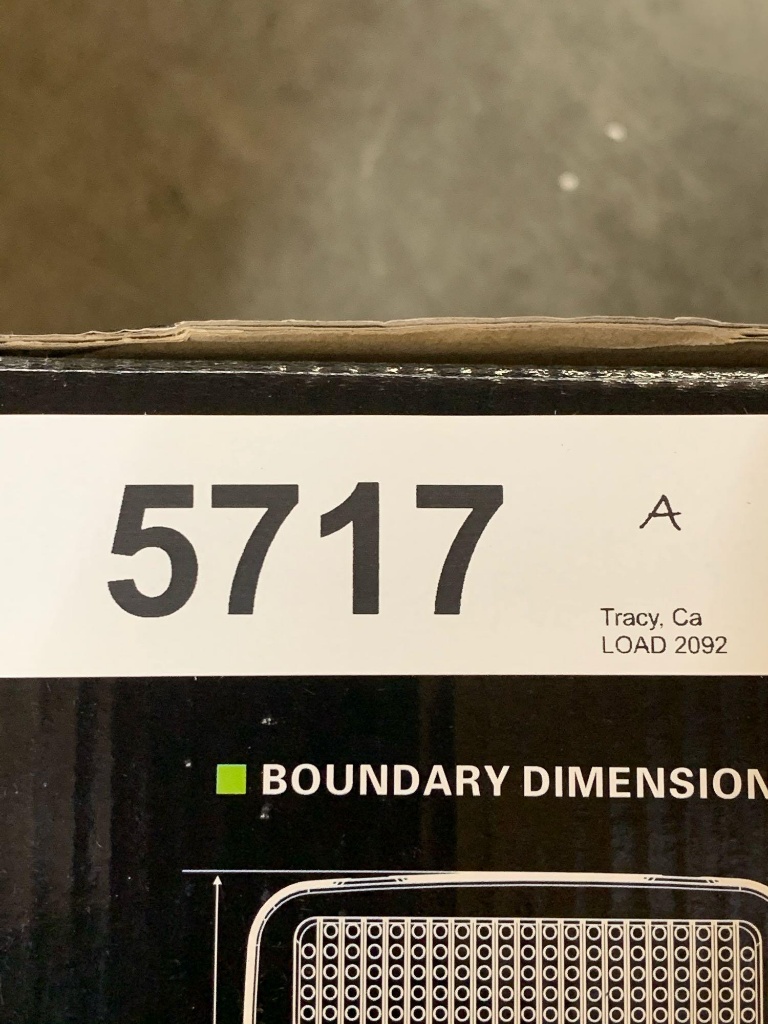 5717
A
Tracy, Ca
LOAD 2092
BOUNDARY DIMENSION